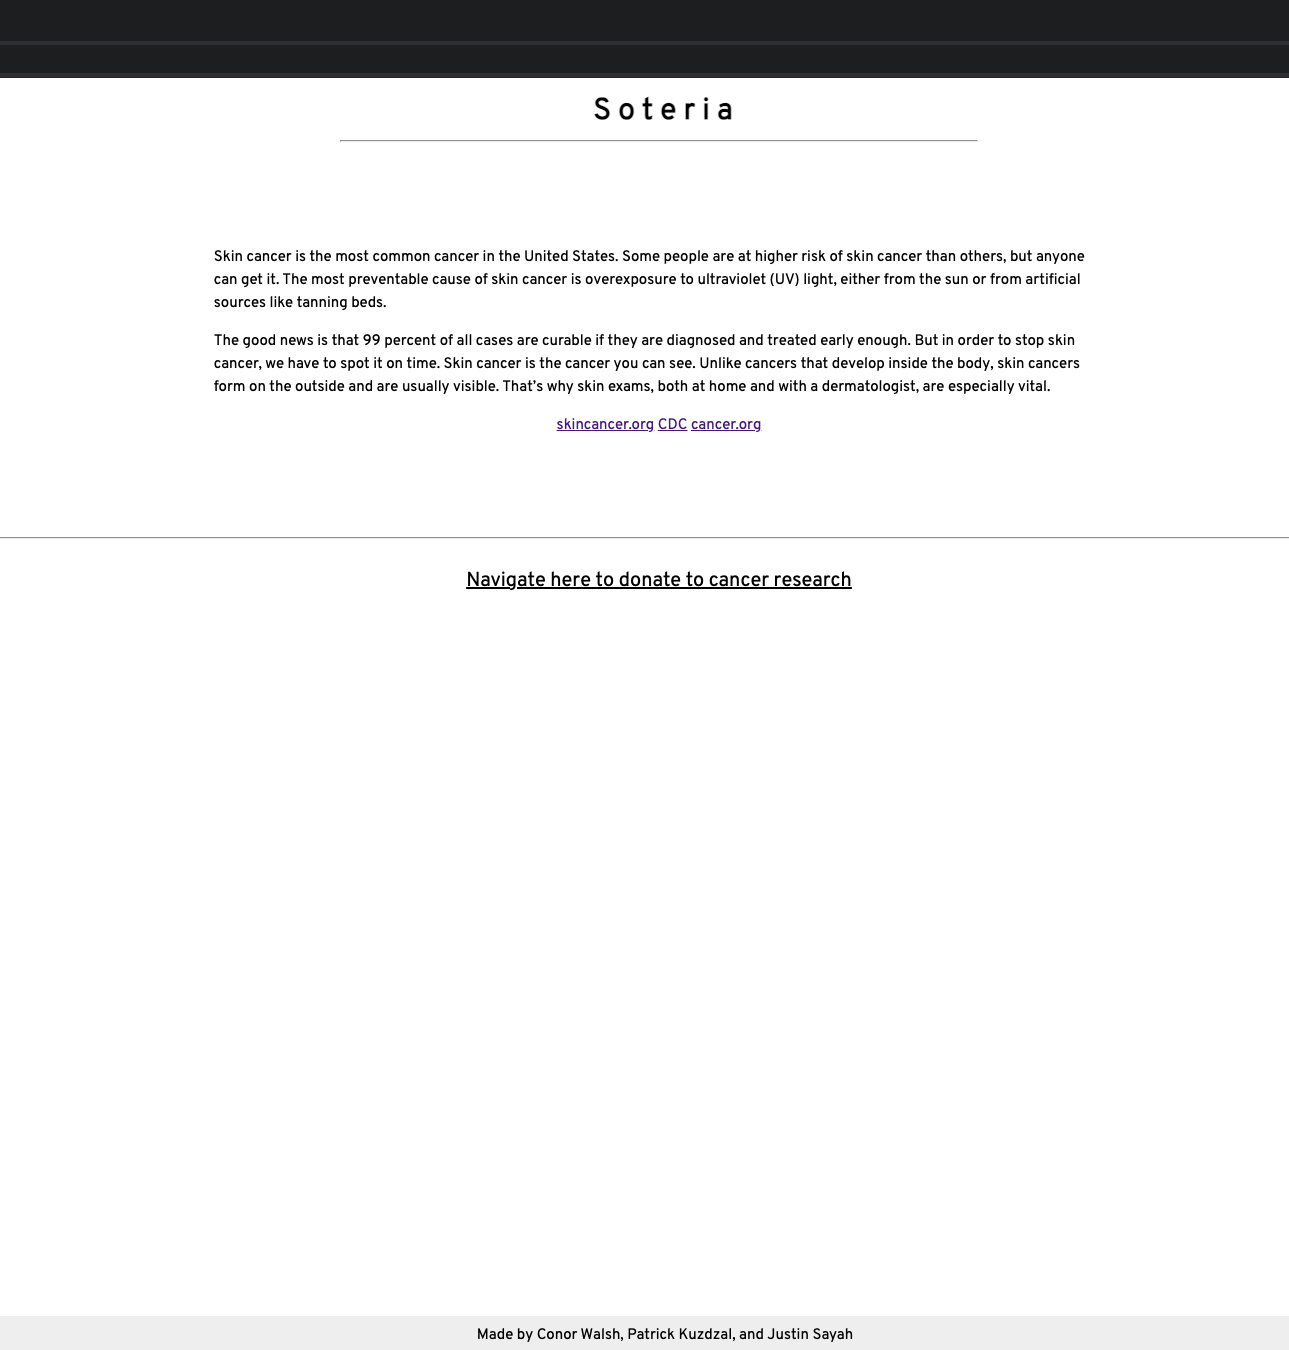 Soteria
Skin cancer is the most common cancer in the United States. Some people are at higher risk of skin cancer than others, but anyone
can get it. The most preventable cause of skin cancer is overexposure to ultraviolet (UV) light, either from the sun or from artificial
sources like tanning beds.
The good news is that 99 percent of all cases are curable if they are diagnosed and treated early enough. But in order to stop skin
cancer, we have to spot it on time. Skin cancer is the cancer you can see. Unlike cancers that develop inside the body, skin cancers
form on the outside and are usually visible. That’s why skin exams, both at home and with a dermatologist, are especially vital.
skincancer.org CDC cancer.org
Navigate here to donate to cancer research
Made by Conor Walsh, Patrick Kuzdzal, and Justin Sayah